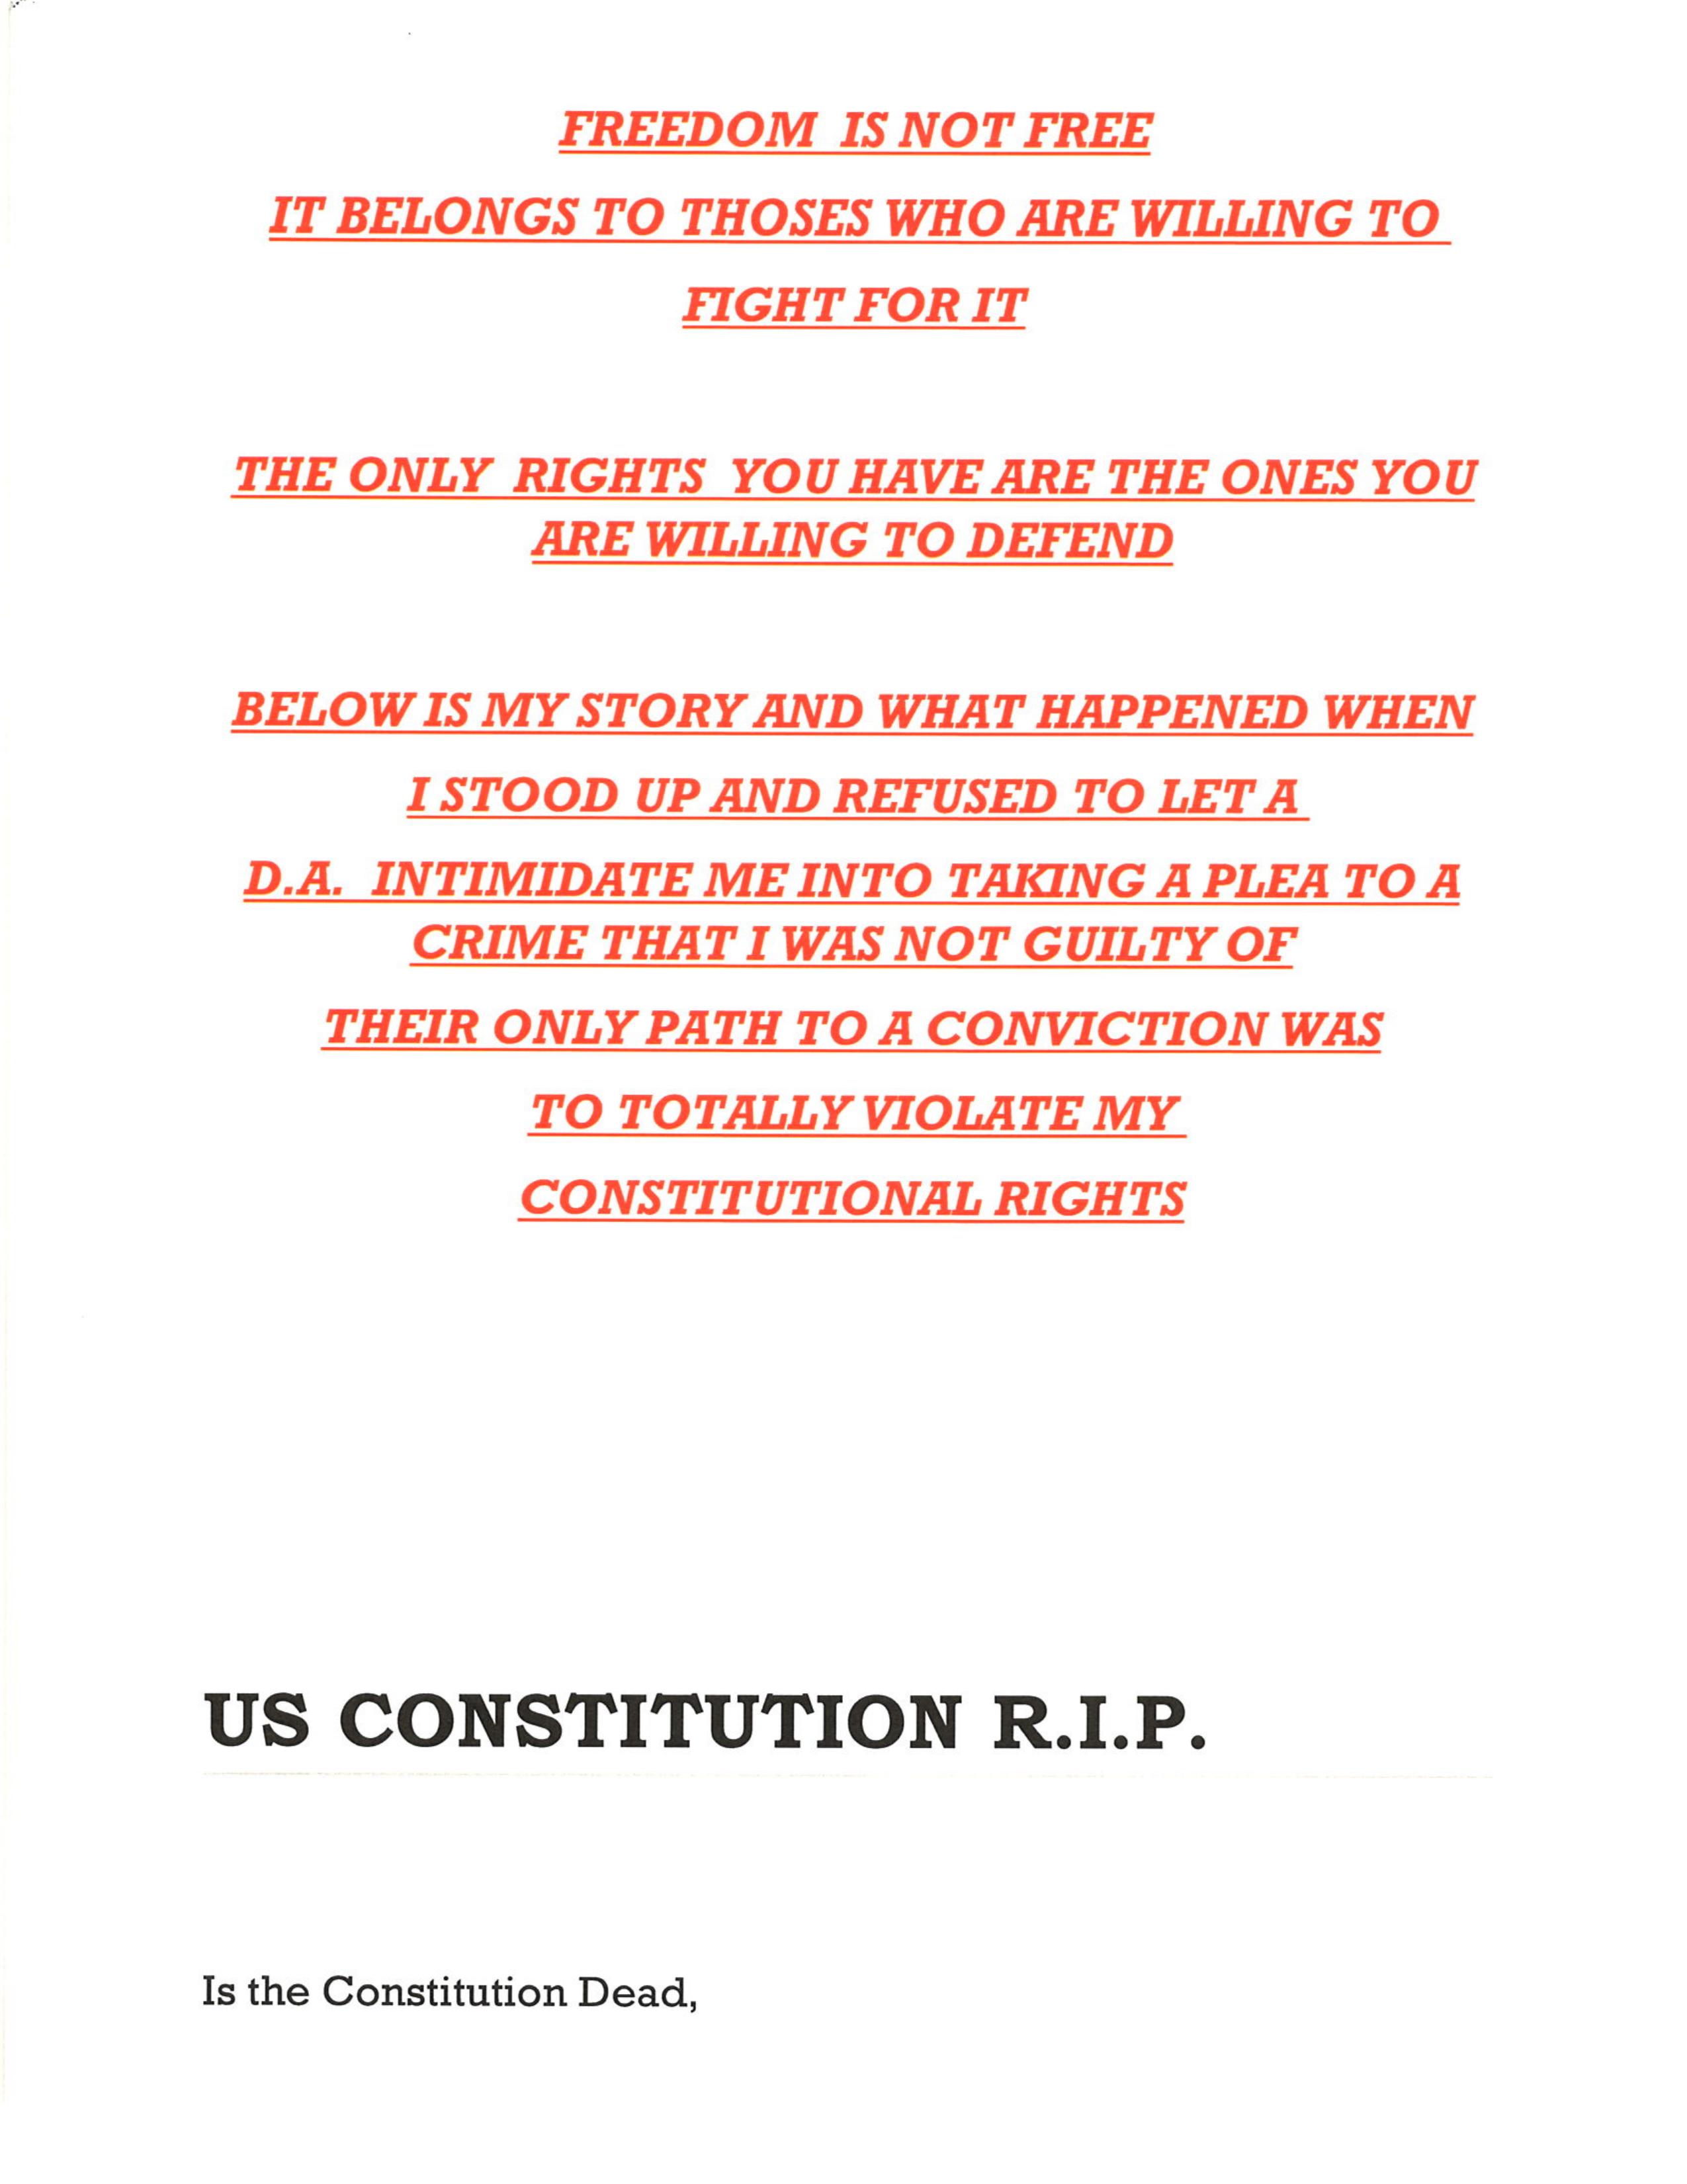 FREEDOM IS NOT FREE
IT BELONGS TO THOSES WHO ARE WILLING TO
FIGHT FOR IT
THE ONLY RIGHTS YOU HAVE ARE THE ONES YOU
ARE WILLING TO DEFEND
BELOW IS MY STORY AND WHAT HAPPENED WHEN
I STOOD UP AND REFUSED TO LET A
D.A. INTIMIDATE ME INTO TAKING A PLEA TO A
CRIME THAT I WAS NOT GUILTY OF
THEIR ONLY PATH TO A CONVICTION WAS
TO TOTALLY VIOLATE MY
CONSTITUTIONAL RIGHTS
US CONSTITUTION R.I.P.
Is the Constitution Dead,